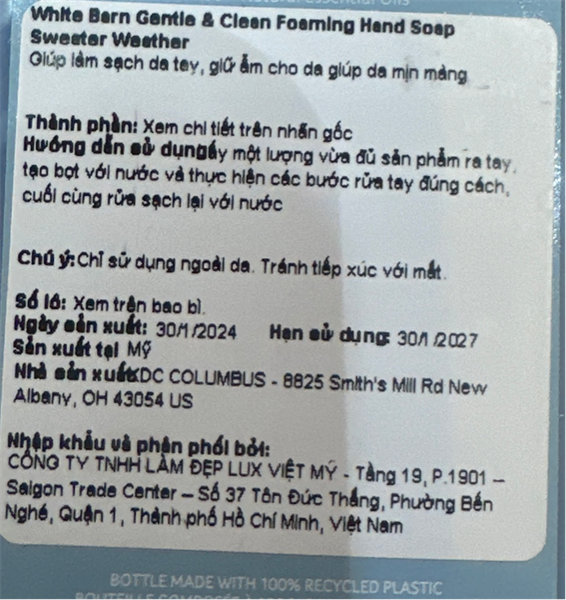 White Barn Gentle & Clean Foaming Hand Soap
Sweater Weather
Giúp làm sạch da tay, giữ ẩm cho da giúp da mịn màng
Thành phần: Xem chi tiết trên nhãn gốc
Hướng dẫn sử dụng: Lấy một lượng vừa đủ sản phẩm ra tay,
tạo bọt với nước và thực hiện các bước rửa tay đúng cách,
cuối cùng rửa sạch lại với nước
Chú ý: Chỉ sử dụng ngoài da. Tránh tiếp xúc với mắt.
Số lô: Xem trên bao bì.
Ngày sản xuất: 30/1/2024 Hạn sử dụng: 30/1/2027
Sản xuất tại Mỹ
Nhà sản xuất: KDC COLUMBUS - 8825 Smith's Mill Rd New
Albany, OH 43054 US
Nhập khẩu và phân phối bởi:
CÔNG TY TNHH LÀM ĐẸP LUX VIỆT MỸ - Tầng 19, P.1901 –
Saigon Trade Center – Số 37 Tôn Đức Thắng, Phường Bến
Nghé, Quận 1, Thành phố Hồ Chí Minh, Việt Nam
BOTTLE MADE WITH 100% RECYCLED PLASTIC